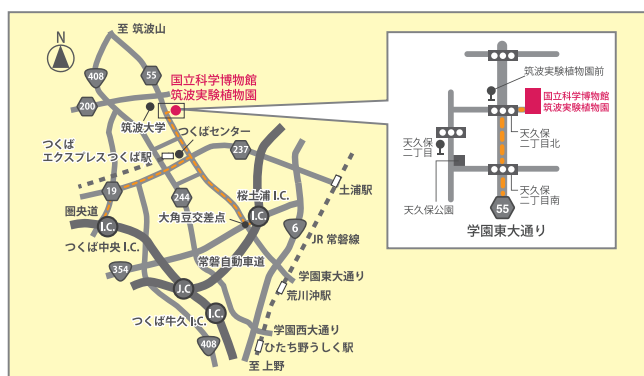 至 筑波山
N
408
55
200
国立科学博物館
筑波実験植物園
筑波大学
つくばセンター
つくば
エクスプレスつくば駅
237
19
244
土浦駅
桜土浦 I.C.
I.C.
圏央道
I.C.
つくば中央 I.C.
大角豆交差点
6
JR 常磐線
常磐自動車道
354
学園東大通り
荒川沖駅
J.C
I.C.
つくば牛久 I.C.
学園西大通り
408
ひたち野うしく駅
至 上野
筑波実験植物園前
国立科学博物館
筑波実験植物園
天久保
二丁目
天久保
二丁目北
天久保公園
天久保
二丁目南
55
学園東大通り